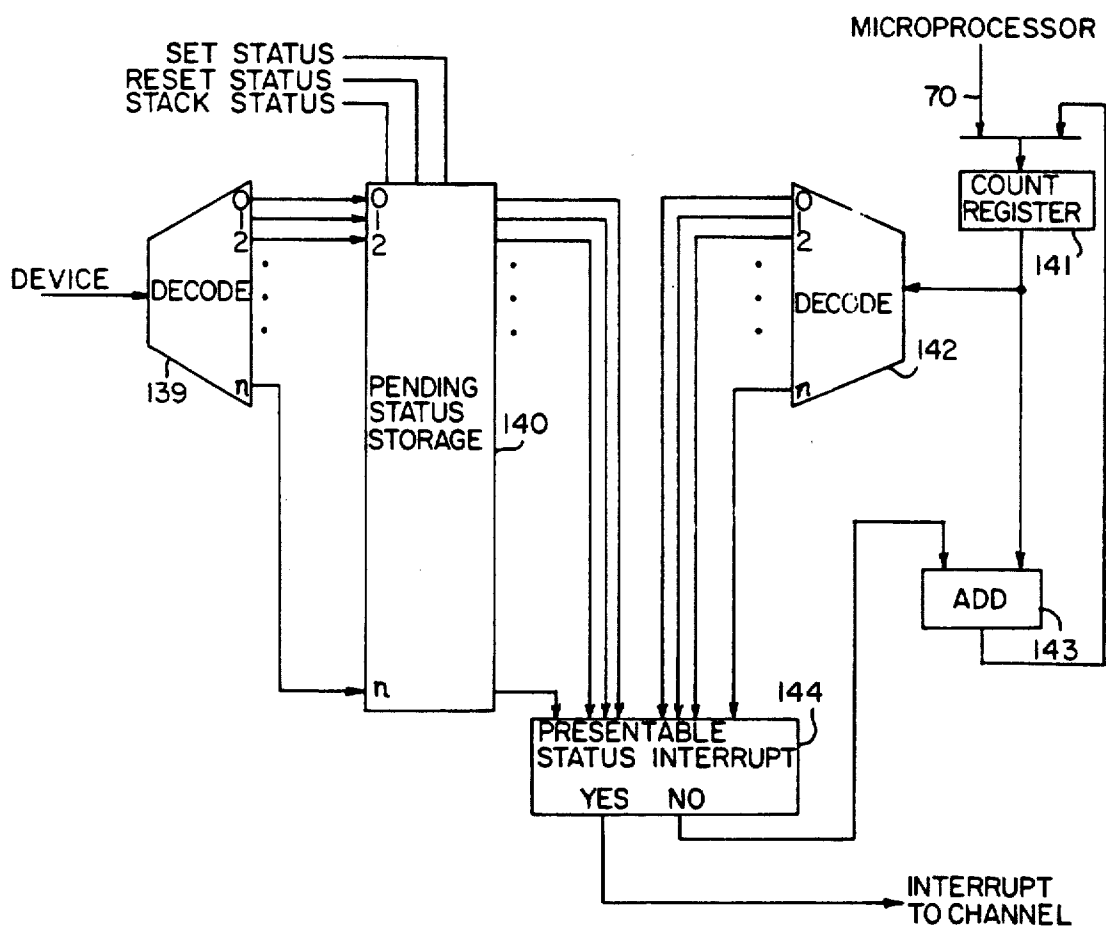 MICROPROCESSOR
SET STATUS
RESET STATUS
STACK STATUS
70
COUNT
REGISTER
141
0
1
2
n
DEVICE
DECODE
139
0
1
2
n
PENDING
STATUS
STORAGE
140
0
1
2
n
DECODE
142
ADD
143
144
PRESENTABLE
STATUS INTERRUPT
YES NO
INTERRUPT
TO CHANNEL